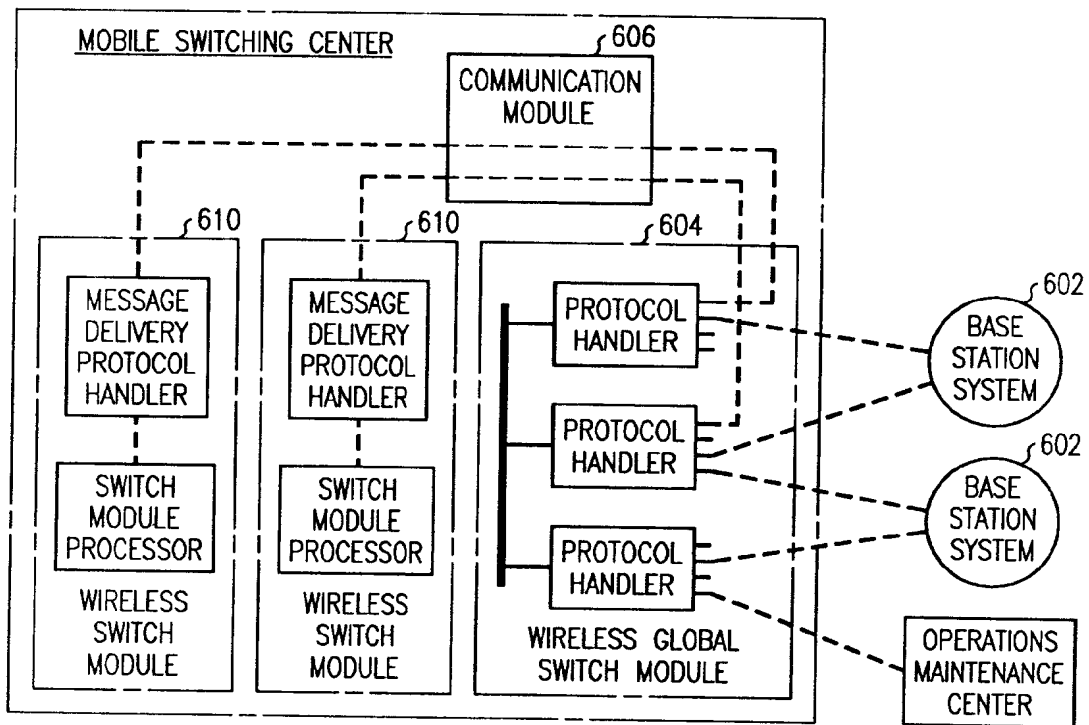 MOBILE SWITCHING CENTER
606
COMMUNICATION
MODULE
610
610
604
MESSAGE
DELIVERY
PROTOCOL
HANDLER
MESSAGE
DELIVERY
PROTOCOL
HANDLER
PROTOCOL
HANDLER
602
BASE
STATION
SYSTEM
SWITCH
MODULE
PROCESSOR
SWITCH
MODULE
PROCESSOR
PROTOCOL
HANDLER
602
BASE
STATION
SYSTEM
PROTOCOL
HANDLER
WIRELESS
SWITCH
MODULE
WIRELESS
SWITCH
MODULE
WIRELESS GLOBAL
SWITCH MODULE
OPERATIONS
MAINTENANCE
CENTER